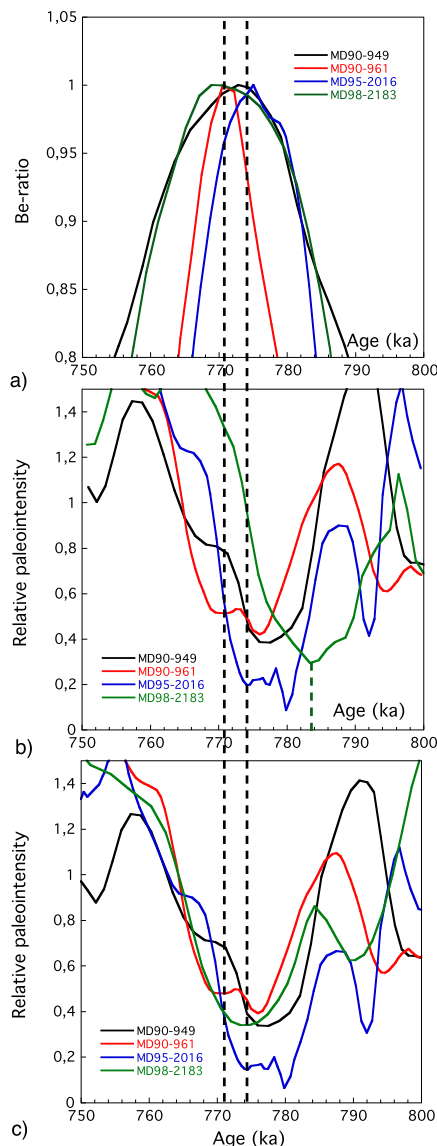 1,05
1
0,95
0,9
0,85
0,8
Be-ratio
MD90-949
MD90-961
MD95-2016
MD98-2183
Age (ka)
750 760 770 780 790 800
a)
1,4
1,2
1
0,8
0,6
0,4
0,2
0
Relative paleointensity
MD90-949
MD90-961
MD95-2016
MD98-2183
Age (ka)
750 760 770 780 790 800
b)
1,4
1,2
1
0,8
0,6
0,4
0,2
0
Relative paleointensity
MD90-949
MD90-961
MD95-2016
MD98-2183
750 760 770 780 790 800
Age (ka)
c)